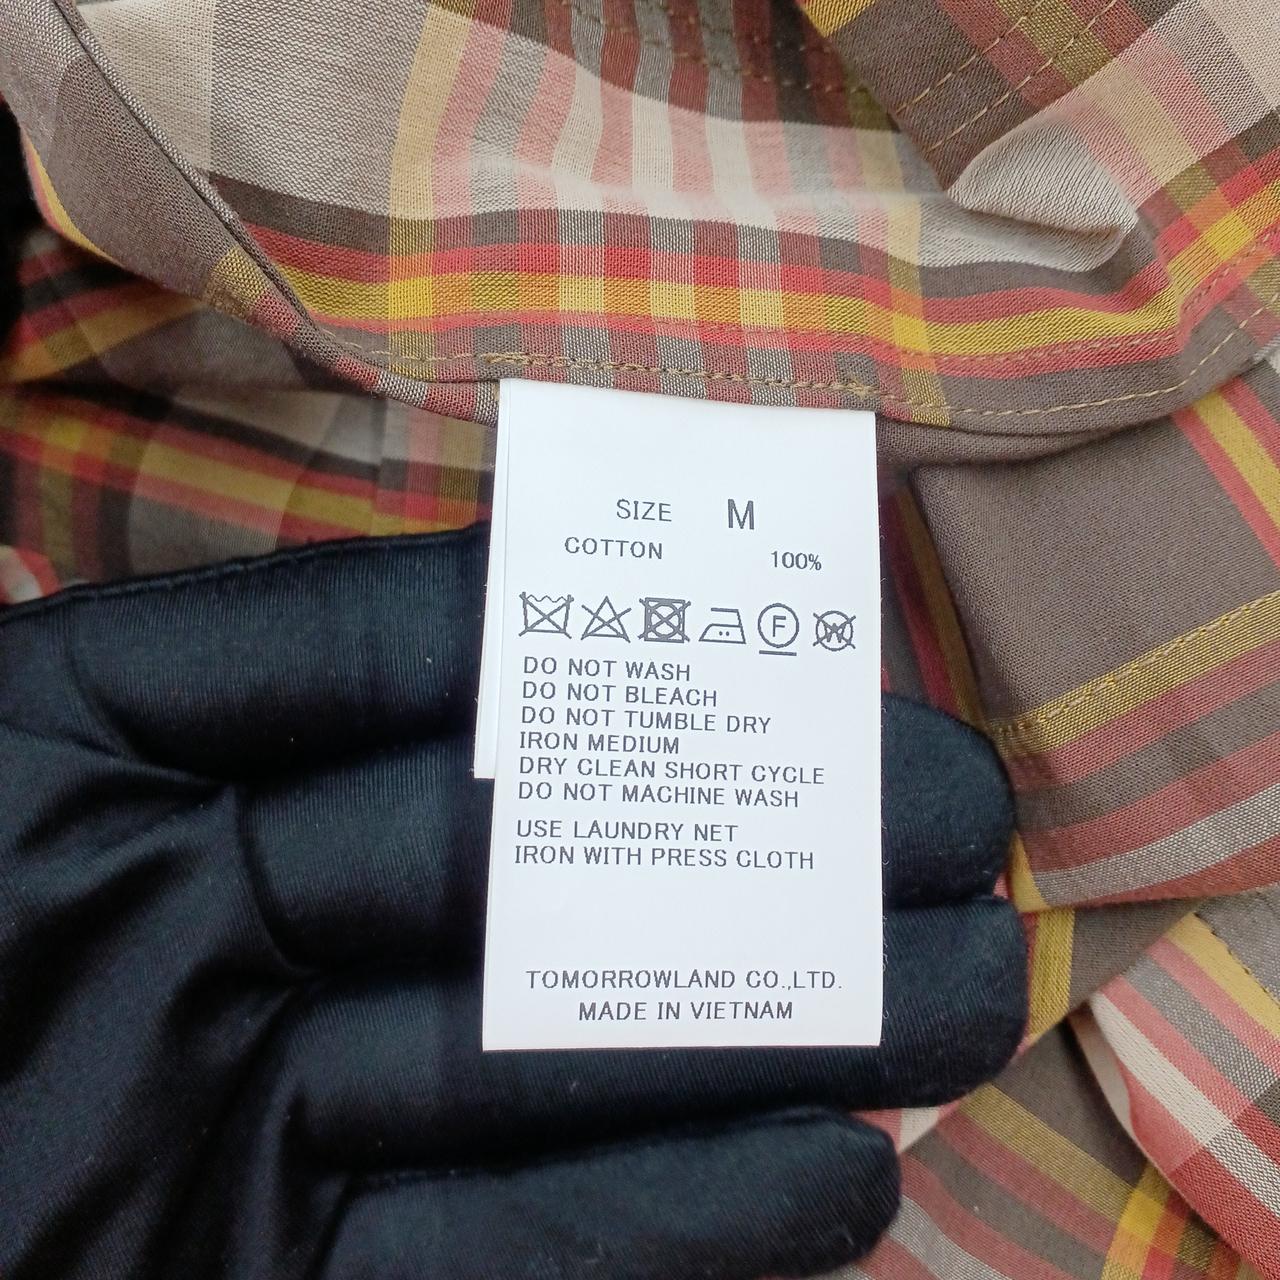 SIZE M
COTTON 100%
F W
DO NOT WASH
DO NOT BLEACH
DO NOT TUMBLE DRY
IRON MEDIUM
DRY CLEAN SHORT CYCLE
DO NOT MACHINE WASH
USE LAUNDRY NET
IRON WITH PRESS CLOTH
TOMORROWLAND CO.,LTD.
MADE IN VIETNAM